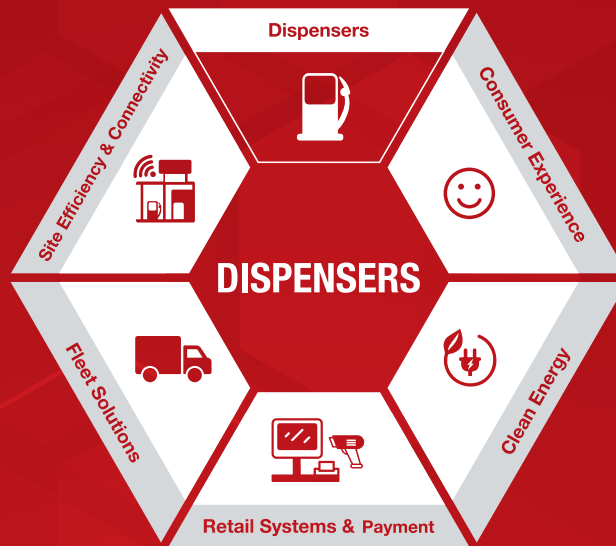 Dispensers
Consumer Experience
Clean Energy
Retail Systems & Payment
Fleet Solutions
Site Efficiency & Connectivity
DISPENSERS